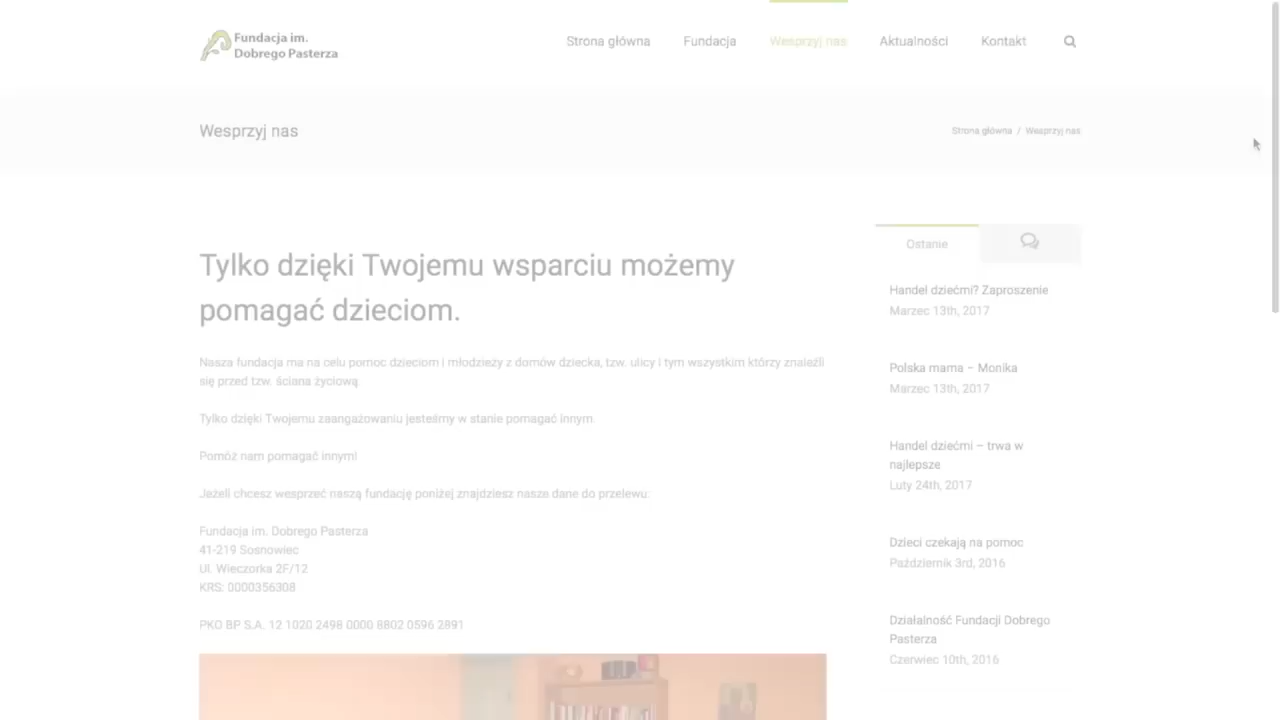 Fundacja im.
Dobrego Pasterza
Strona główna
Fundacja
Wesprzyj nas
Aktualności
Kontakt
Wesprzyj nas
Strona główna / Wesprzyj nas
Tylko dzięki Twojemu wsparciu możemy
pomagać dzieciom.
Nasza fundacja ma na celu pomoc dzieciom i młodzieży z domów dziecka, tzw. ulicy i tym wszystkim którzy znaleźli
się przed tzw. ściana życiową
Tylko dzięki Twojemu zaangażowaniu jesteśmy w stanie pomagać innym.
Pomóż nam pomagać innym!
Jeżeli chcesz wesprzeć naszą fundację poniżej znajdziesz nasze dane do przelewu:
Fundacja im. Dobrego Pasterza
41-219 Sosnowiec
Ul. Wieczorka 2F/12
KRS: 0000356308
PKO BP S.A. 12 1020 2498 0000 8802 0596 2891
Ostanie
Handel dziećmi? Zaproszenie
Marzec 13th, 2017
Polska mama – Monika
Marzec 13th, 2017
Handel dziećmi – trwa w
najlepsze
Luty 24th, 2017
Dzieci czekają na pomoc
Październik 3rd, 2016
Działalność Fundacji Dobrego
Pasterza
Czerwiec 10th, 2016